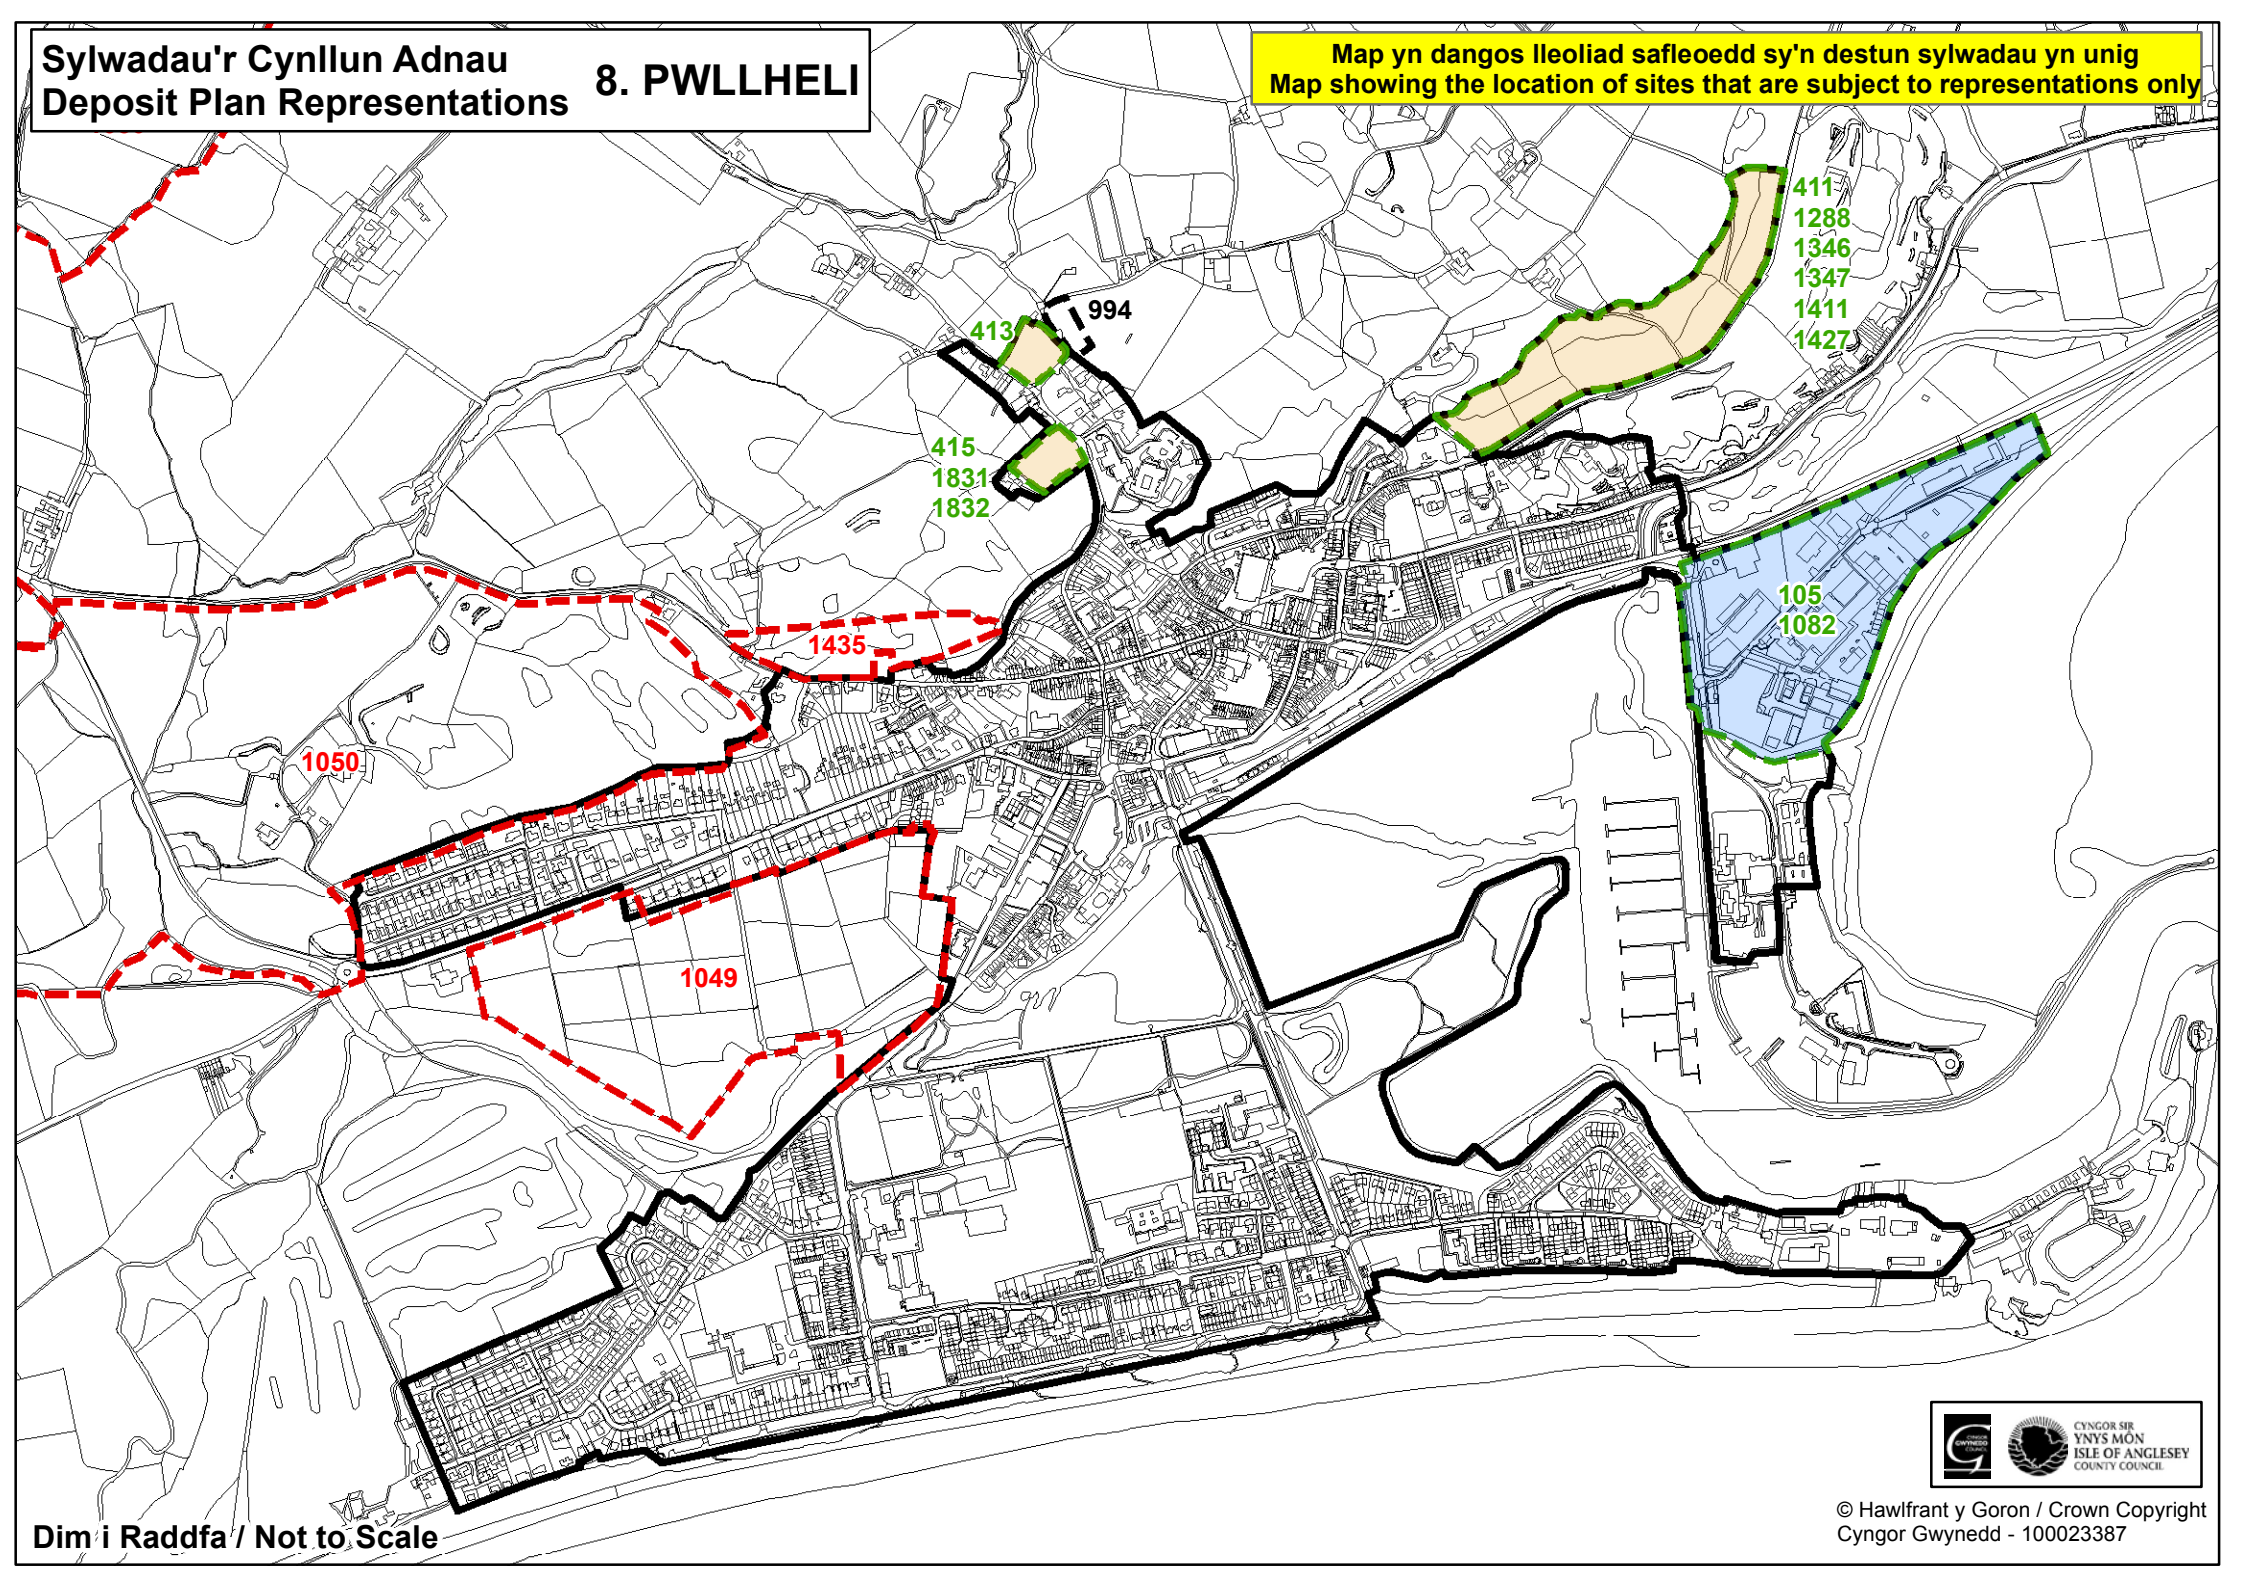 Sylwadau'r Cynllun Adnau
Deposit Plan Representations
8. PWLLHELI
Map yn dangos lleoliad safleoedd sy'n destun sylwadau yn unig
Map showing the location of sites that are subject to representations only
411
1288
1346
1347
1411
1427
994
413
415
1831
1832
105
1082
1435
1050
1049
CYNGOR
GWYNEDD
COUNCIL
CYNGOR SIR
YNYS MÔN
ISLE OF ANGLESEY
COUNTY COUNCIL
© Hawlfraint y Goron / Crown Copyright
Cyngor Gwynedd - 100023387
Dim i Raddfa / Not to Scale